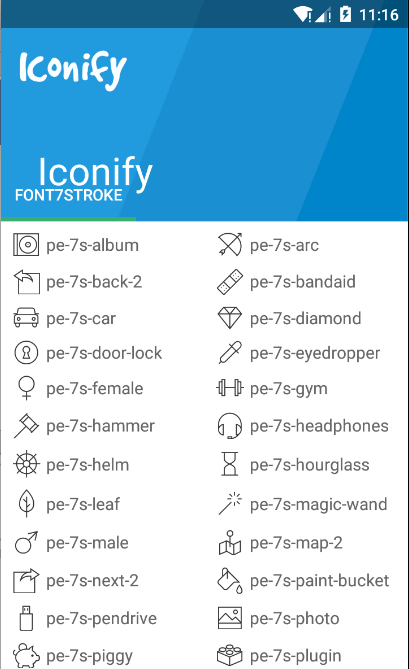 11:16
Iconify
Iconify
FONT7STROKE
pe-7s-album pe-7s-arc
pe-7s-back-2 pe-7s-bandaid
pe-7s-car pe-7s-diamond
pe-7s-door-lock pe-7s-eyedropper
pe-7s-female pe-7s-gym
pe-7s-hammer pe-7s-headphones
pe-7s-helm pe-7s-hourglass
pe-7s-leaf pe-7s-magic-wand
pe-7s-male pe-7s-map-2
pe-7s-next-2 pe-7s-paint-bucket
pe-7s-pendrive pe-7s-photo
pe-7s-piggy pe-7s-plugin